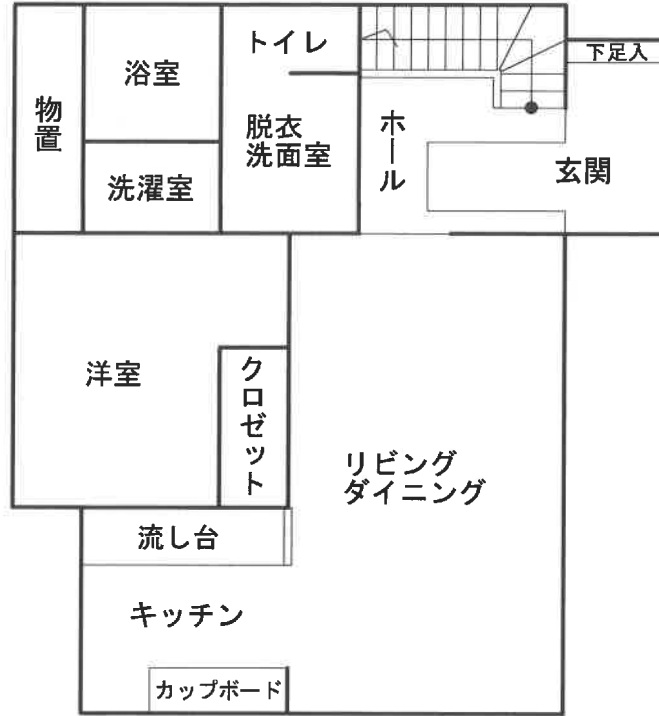 トイレ
下足入
浴室
物置
脱衣
洗面室
ホール
玄関
洗濯室
洋室
クロゼット
リビング
ダイニング
流し台
キッチン
カップボード